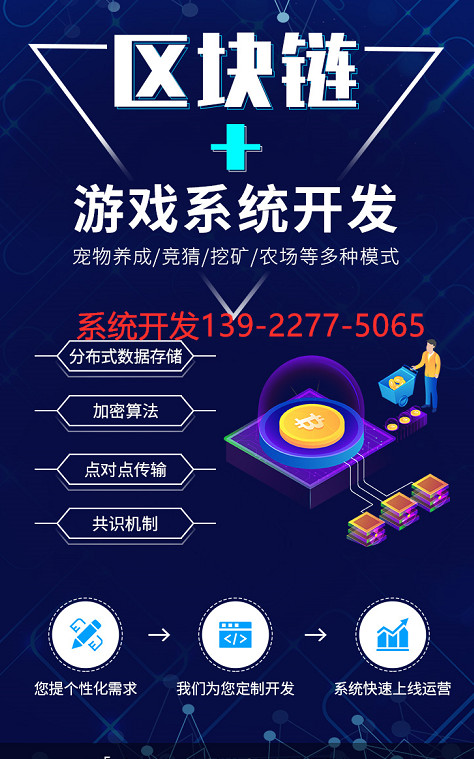 区块链
+
游戏系统开发
宠物养成/竞猜/挖矿/农场等多种模式
系统开发139-2277-5065
分布式数据存储
加密算法
点对点传输
共识机制
您提个性化需求
我们为您定制开发
系统快速上线运营